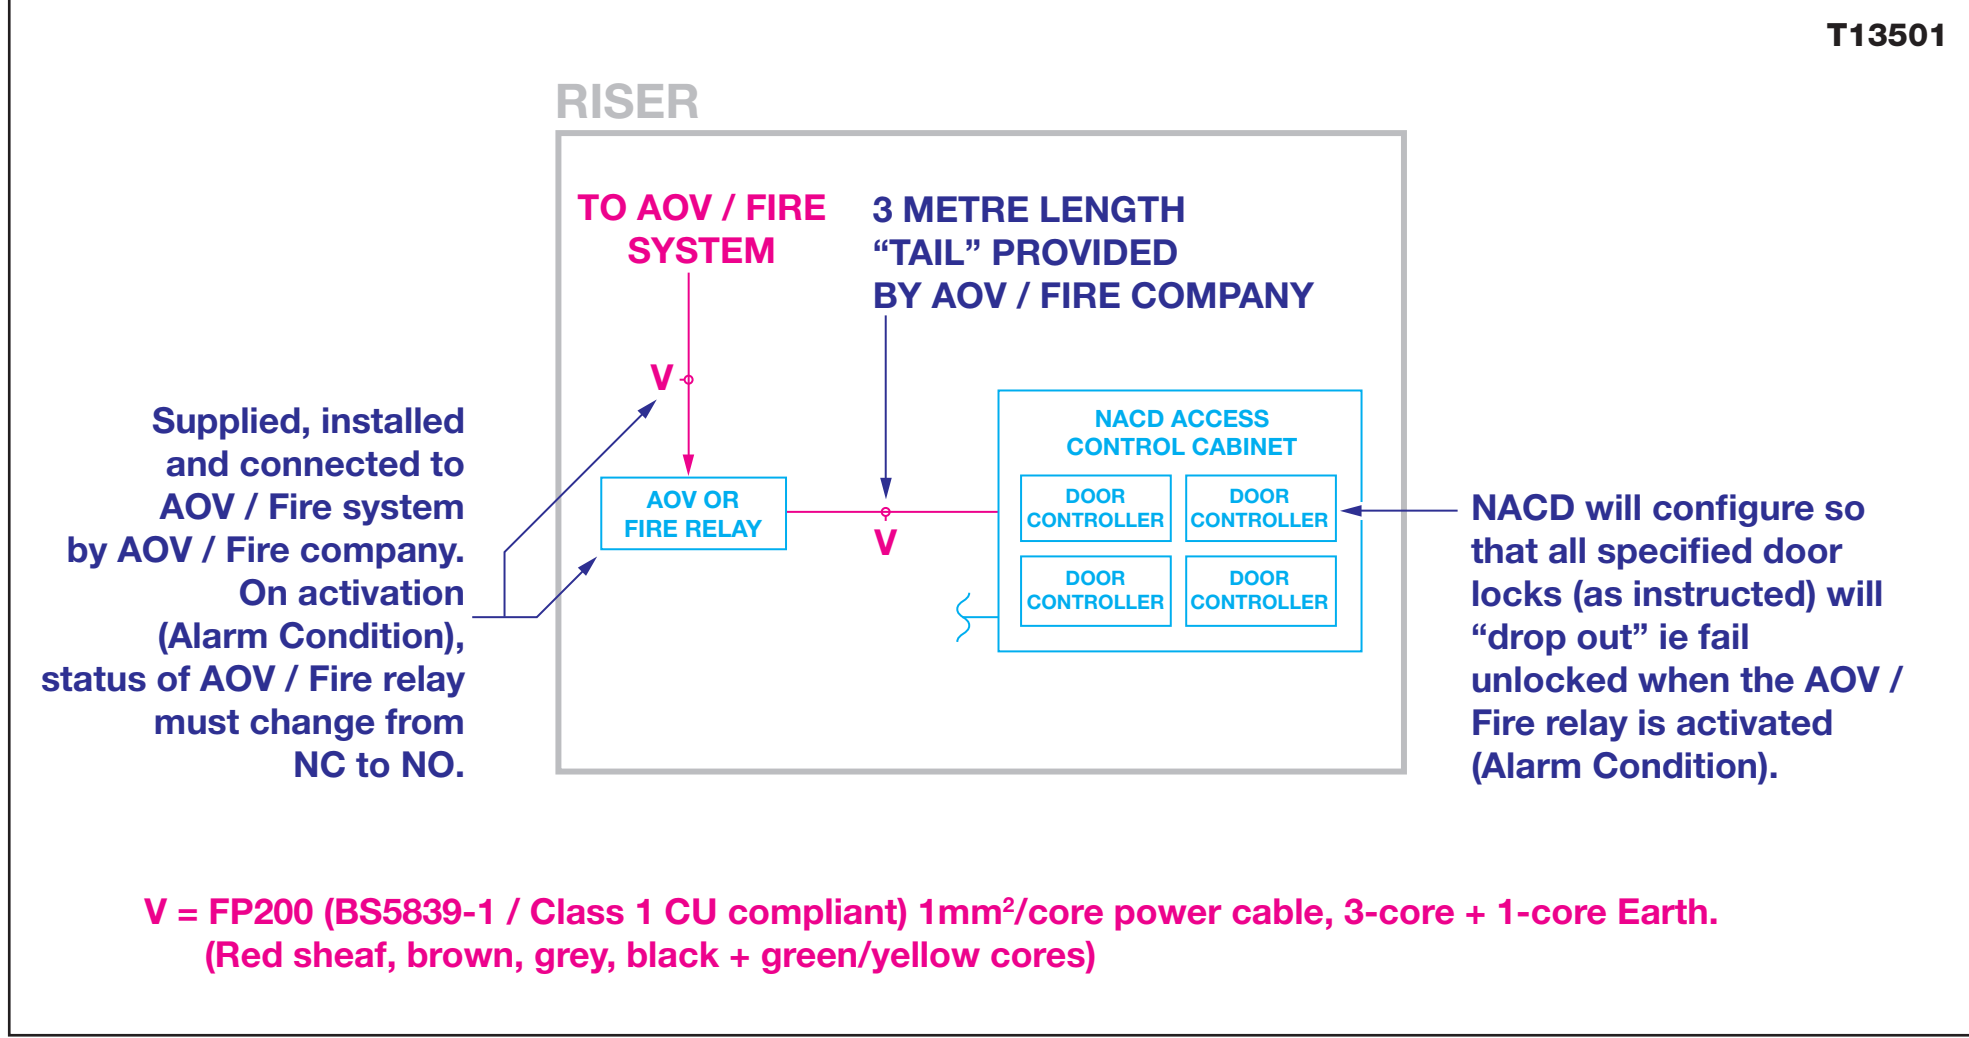 T13501
RISER
TO AOV / FIRE
SYSTEM
3 METRE LENGTH
“TAIL” PROVIDED
BY AOV / FIRE COMPANY
V
Supplied, installed
and connected to
AOV / Fire system
by AOV / Fire company.
On activation
(Alarm Condition),
status of AOV / Fire relay
must change from
NC to NO.
AOV OR
FIRE RELAY
V
NACD ACCESS
CONTROL CABINET
DOOR
CONTROLLER
DOOR
CONTROLLER
DOOR
CONTROLLER
DOOR
CONTROLLER
NACD will configure so
that all specified door
locks (as instructed) will
“drop out” ie fail
unlocked when the AOV /
Fire relay is activated
(Alarm Condition).
V = FP200 (BS5839-1 / Class 1 CU compliant) 1mm²/core power cable, 3-core + 1-core Earth.
(Red sheaf, brown, grey, black + green/yellow cores)